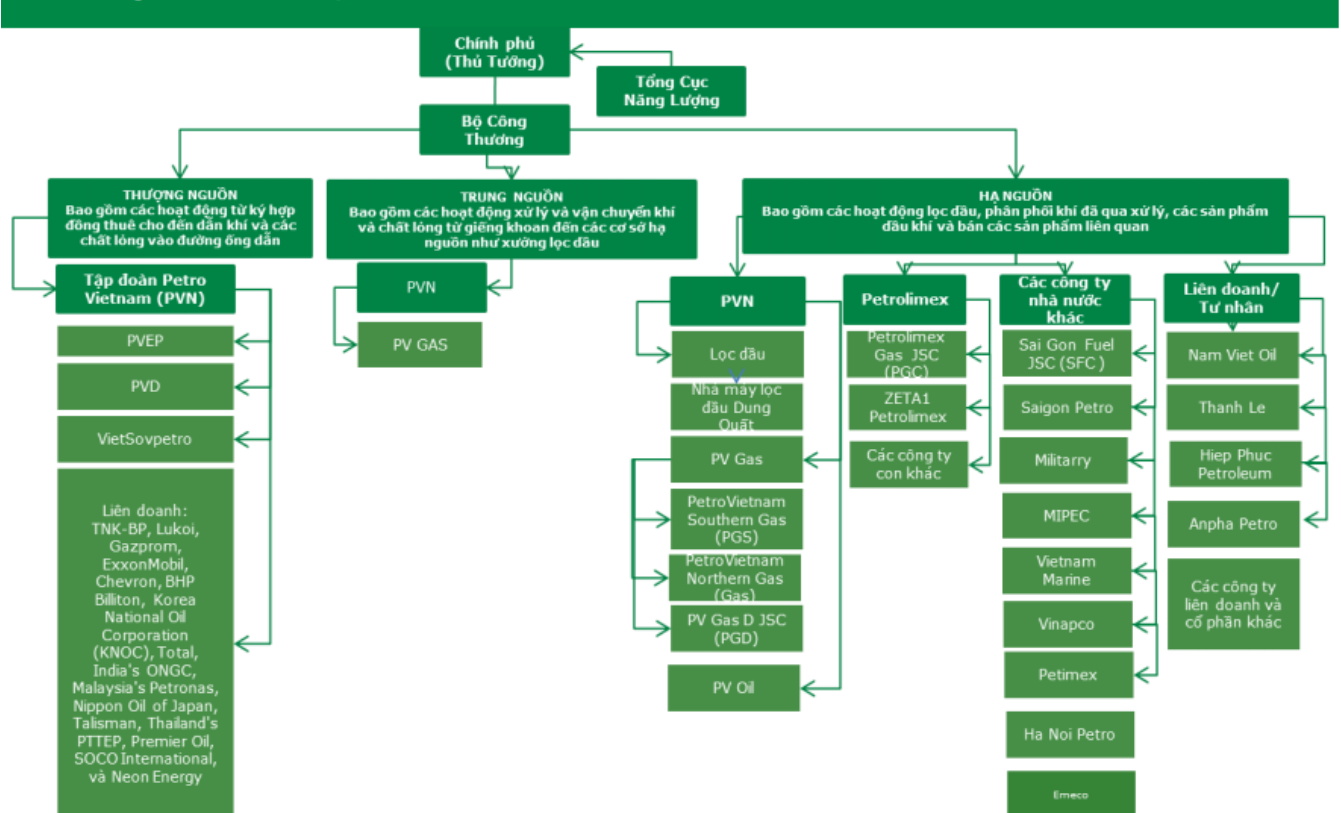 Chính phủ
(Thủ Tướng)
Tổng Cục
Năng Lượng
Bộ Công
Thương
THƯỢNG NGUỒN
Bao gồm các hoạt động từ ký hợp
đồng thuê cho đến dẫn khí và các
chất lỏng vào đường ống dẫn
TRUNG NGUỒN
Bao gồm các hoạt động xử lý và vận chuyển khí
và chất lỏng từ giếng khoan đến các cơ sở hạ
nguồn như xưởng lọc dầu
HẠ NGUỒN
Bao gồm các hoạt động lọc dầu, phân phối khí đã qua xử lý, các sản phẩm
dầu khí và bán các sản phẩm liên quan
Tập đoàn Petro
Vietnam (PVN)
PVEP
PVD
VietSovpetro
Liên doanh:
TNK-BP, Lukoi,
Gazprom,
ExxonMobil,
Chevron, BHP
Billiton, Korea
National Oil
Corporation
(KNOC), Total,
India's ONGC,
Malaysia's Petronas,
Nippon Oil of Japan,
Talisman, Thailand's
PTTEP, Premier Oil,
SOCO International,
và Neon Energy
PVN
PV GAS
PVN
Lọc dầu
Nhà máy lọc
dầu Dung
Quất
PV Gas
PetroVietnam
Southern Gas
(PGS)
PetroVietnam
Northern Gas
(Gas)
PV Gas D JSC
(PGD)
PV Oil
Petrolimex
Petrolimex
Gas JSC
(PGC)
ZETA1
Petrolimex
Các công ty
con khác
Các công ty
nhà nước
khác
Sai Gon Fuel
JSC (SFC )
Saigon Petro
Militarry
MIPEC
Vietnam
Marine
Vinapco
Petimex
Ha Noi Petro
Emeco
Liên doanh/
Tư nhân
Nam Viet Oil
Thanh Le
Hiep Phuc
Petroleum
Anpha Petro
Các công ty
liên doanh và
cổ phần khác